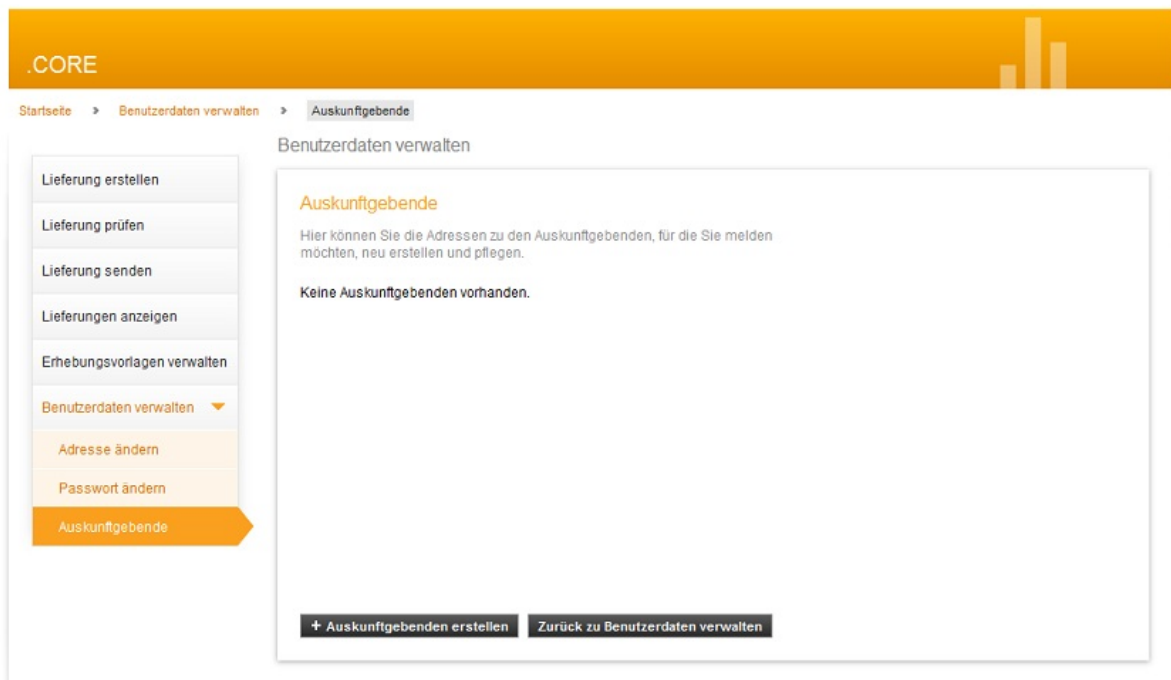 .CORE
Startseite > Benutzerdaten verwalten > Auskunftgebende
Benutzerdaten verwalten
Lieferung erstellen
Lieferung prüfen
Lieferung senden
Lieferungen anzeigen
Erhebungsvorlagen verwalten
Benutzerdaten verwalten
Adresse ändern
Passwort ändern
Auskunftgebende
Auskunftgebende
Hier können Sie die Adressen zu den Auskunftgebenden, für die Sie melden
möchten, neu erstellen und pflegen.
Keine Auskunftgebenden vorhanden.
+ Auskunftgebenden erstellen
Zurück zu Benutzerdaten verwalten